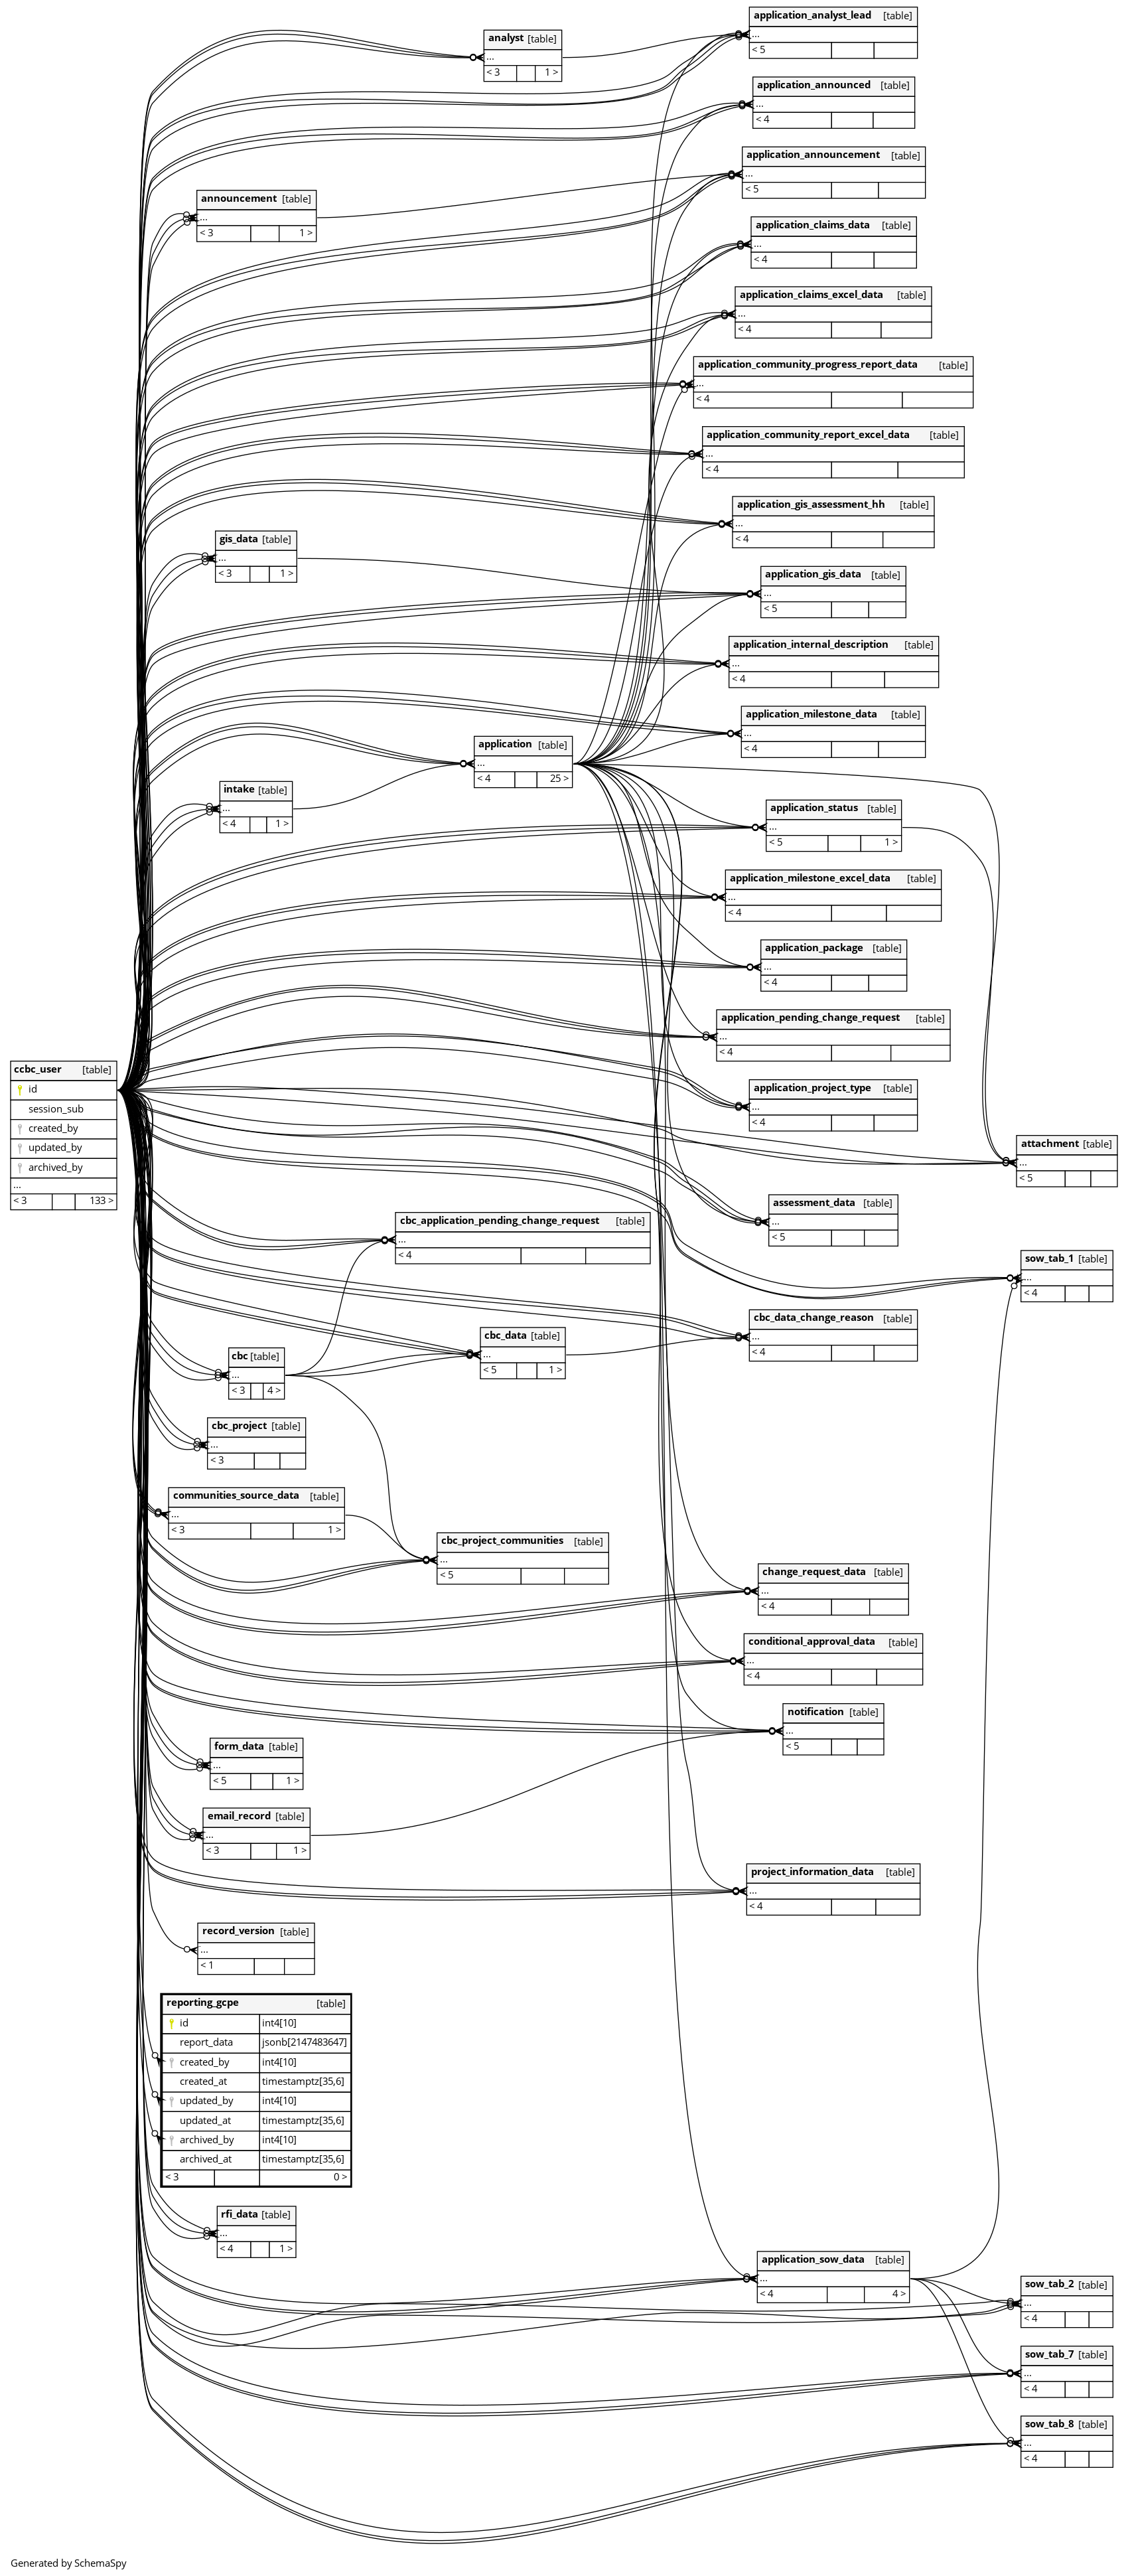 application_analyst_lead [table]
...
< 5
analyst [table]
...
< 3 1 >
application_announced [table]
...
< 4
application_announcement [table]
...
< 5
announcement [table]
...
< 3 1 >
application_claims_data [table]
...
< 4
application_claims_excel_data [table]
...
< 4
application_community_progress_report_data [table]
...
< 4
application_community_report_excel_data [table]
...
< 4
application_gis_assessment_hh [table]
...
< 4
gis_data [table]
...
< 3 1 >
application_gis_data [table]
...
< 5
application_internal_description [table]
...
< 4
application_milestone_data [table]
...
< 4
application [table]
...
< 4 25 >
intake [table]
...
< 4 1 >
application_status [table]
...
< 5 1 >
application_milestone_excel_data [table]
...
< 4
application_package [table]
...
< 4
application_pending_change_request [table]
...
< 4
ccbc_user [table]
id
session_sub
created_by
updated_by
archived_by
...
< 3 133 >
application_project_type [table]
...
< 4
attachment [table]
...
< 5
assessment_data [table]
...
< 5
cbc_application_pending_change_request [table]
...
< 4
sow_tab_1 [table]
...
< 4
cbc_data_change_reason [table]
...
< 4
cbc_data [table]
...
< 5 1 >
cbc [table]
...
< 3 4 >
cbc_project [table]
...
< 3
communities_source_data [table]
...
< 3 1 >
cbc_project_communities [table]
...
< 5
change_request_data [table]
...
< 4
conditional_approval_data [table]
...
< 4
notification [table]
...
< 5
form_data [table]
...
< 5 1 >
email_record [table]
...
< 3 1 >
project_information_data [table]
...
< 4
record_version [table]
...
< 1
reporting_gcpe [table]
id int4[10]
report_data jsonb[2147483647]
created_by int4[10]
created_at timestamptz[35,6]
updated_by int4[10]
updated_at timestamptz[35,6]
archived_by int4[10]
archived_at timestamptz[35,6]
< 3 0 >
rfi_data [table]
...
< 4 1 >
application_sow_data [table]
...
< 4 4 >
sow_tab_2 [table]
...
< 4
sow_tab_7 [table]
...
< 4
sow_tab_8 [table]
...
< 4
Generated by SchemaSpy